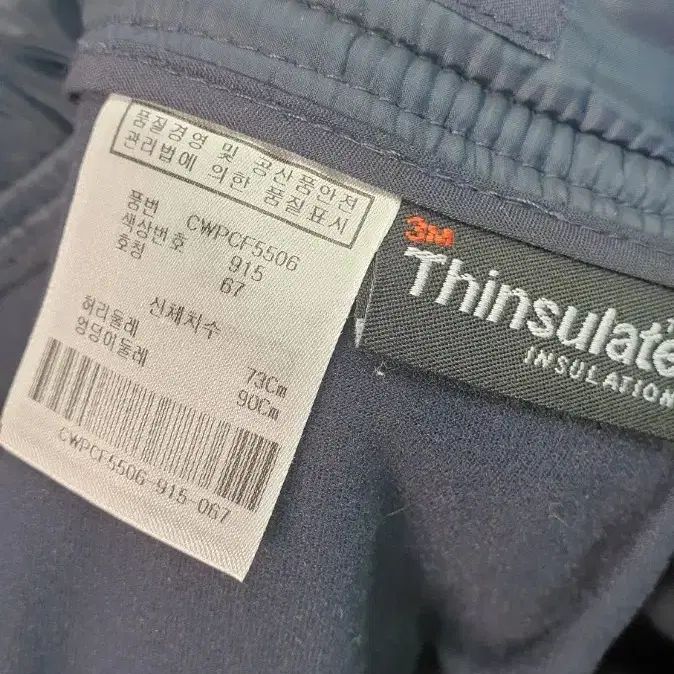 품질경영 및 공산품안전
관리법에 의한 품질표시
품번 CWPCF5506
색상번호 915
호칭 67
신체치수
허리둘레 73Cm
엉덩이둘레 90Cm
CWPCF5506-915-067
3M
Thinsulate
INSULATION